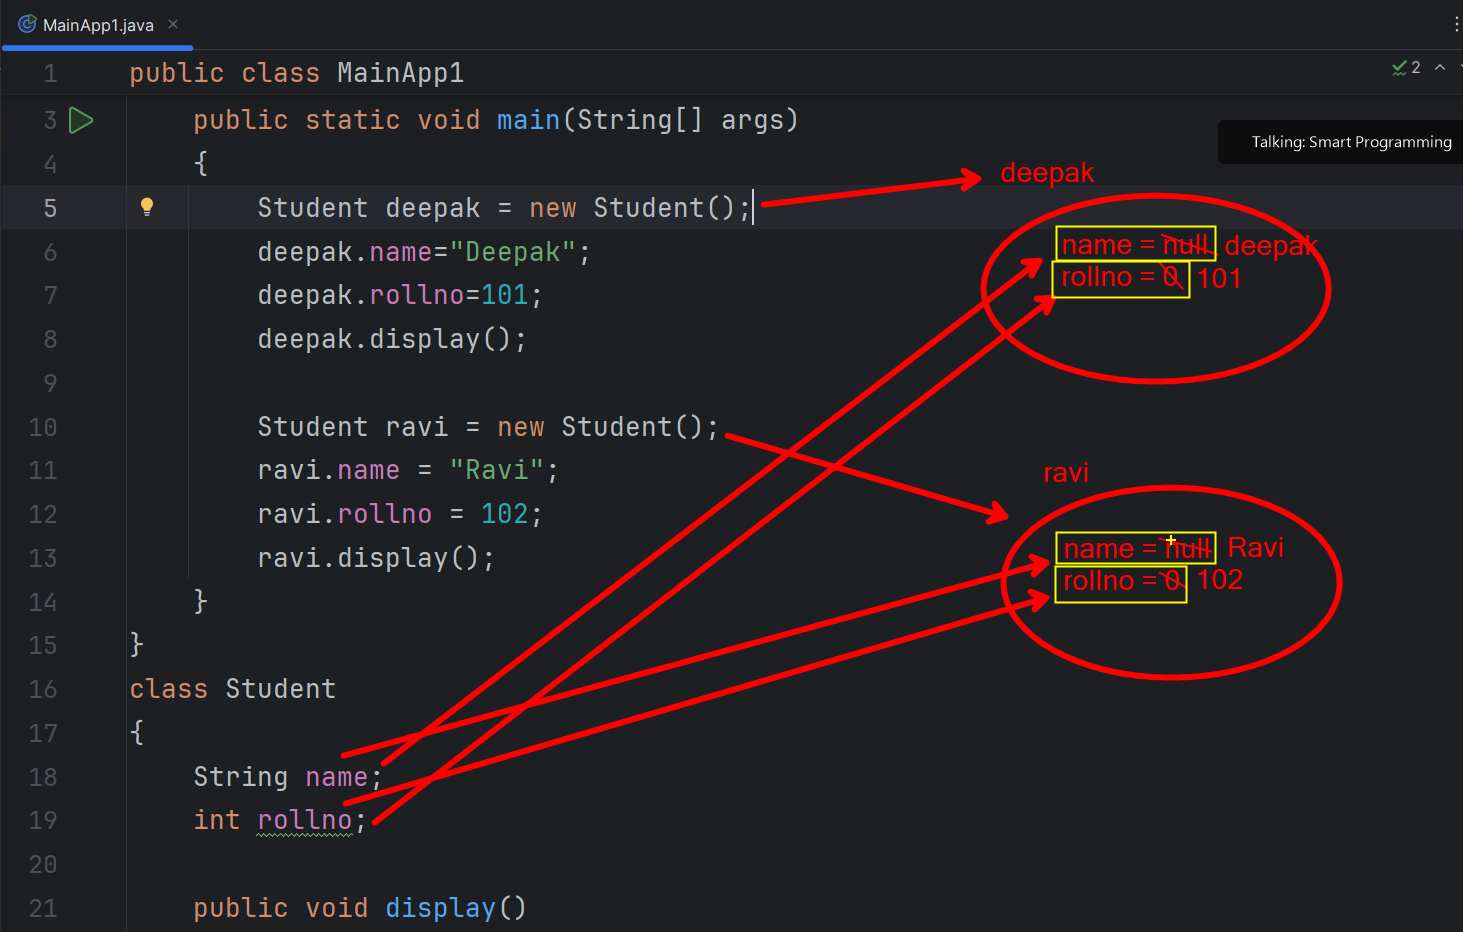 MainApp1.java
2
1 public class MainApp1
3 public static void main(String[] args)
4 {
Talking: Smart Programming
5 Student deepak = new Student();
6 deepak.name="Deepak";
7 deepak.rollno=101;
8 deepak.display();
9
10 Student ravi = new Student();
11 ravi.name = "Ravi";
12 ravi.rollno = 102;
13 ravi.display();
14 }
15 }
16 class Student
17 {
18 String name;
19 int rollno;
20
21 public void display()
deepak
name = null deepak
rollno = 0 101
ravi
name = null Ravi
rollno = 0 102